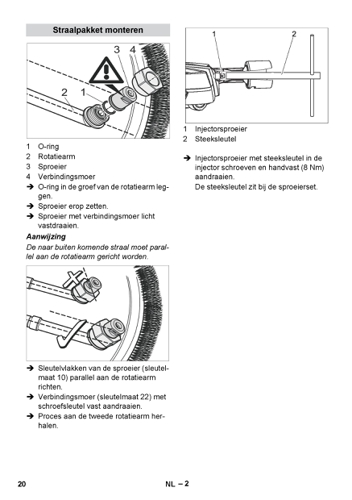 Straalpakket monteren
3 4
2 1
1 O-ring
2 Rotatiearm
3 Sproeier
4 Verbindingsmoer
➔ O-ring in de groef van de rotatiearm leg-
gen.
➔ Sproeier erop zetten.
➔ Sproeier met verbindingsmoer licht
vastdraaien.
Aanwijzing
De naar buiten komende straal moet paral-
lel aan de rotatiearm gericht worden.
➔ Sleutelvlakken van de sproeier (sleutel-
maat 10) parallel aan de rotatiearm
richten.
➔ Verbindingsmoer (sleutelmaat 22) met
schroefsleutel vast aandraaien.
➔ Proces aan de tweede rotatiearm her-
halen.
1 2
1 Injectorsproeier
2 Steeksleutel
➔ Injectorsproeier met steeksleutel in de
injector schroeven en handvast (8 Nm)
aandraaien.
De steeksleutel zit bij de sproeierset.
20 NL – 2